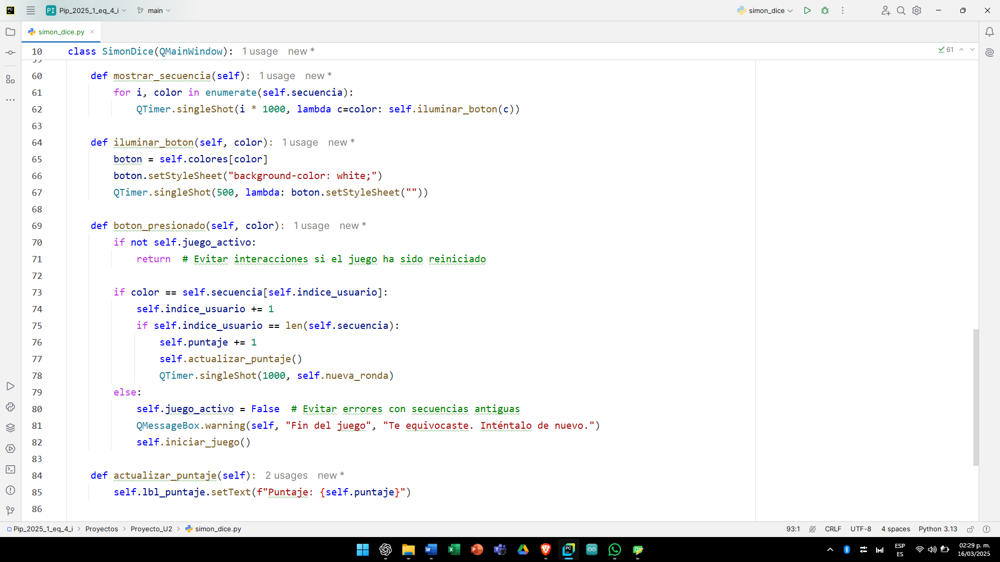 PC
PI Pip_2025_1_eq_4_i main simon_dice
simon_dice.py
10 class SimonDice(QMainWindow): 1 usage new * 61
59
60 def mostrar_secuencia(self): 1 usage new *
61 for i, color in enumerate(self.secuencia):
62 QTimer.singleShot(i * 1000, lambda c=color: self.iluminar_boton(c))
63
64 def iluminar_boton(self, color): 1 usage new *
65 boton = self.colores[color]
66 boton.setStyleSheet("background-color: white;")
67 QTimer.singleShot(500, lambda: boton.setStyleSheet(""))
68
69 def boton_presionado(self, color): 1 usage new *
70 if not self.juego_activo:
71 return # Evitar interacciones si el juego ha sido reiniciado
72
73 if color == self.secuencia[self.indice_usuario]:
74 self.indice_usuario += 1
75 if self.indice_usuario == len(self.secuencia):
76 self.puntaje += 1
77 self.actualizar_puntaje()
78 QTimer.singleShot(1000, self.nueva_ronda)
79 else:
80 self.juego_activo = False # Evitar errores con secuencias antiguas
81 QMessageBox.warning(self, "Fin del juego", "Te equivocaste. Inténtalo de nuevo.")
82 self.iniciar_juego()
83
84 def actualizar_puntaje(self): 2 usages new *
85 self.lbl_puntaje.setText(f"Puntaje: {self.puntaje}")
86
Pip_2025_1_eq_4_i > Proyectos > Proyecto_U2 > simon_dice.py 93:1 CRLF UTF-8 4 spaces Python 3.13
ESP
ES
02:29 p. m.
16/03/2025